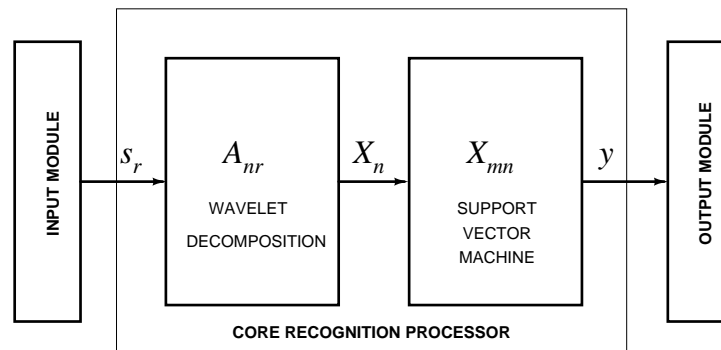 INPUT MODULE
s_r
A_nr
WAVELET
DECOMPOSITION
X_n
X_mn
SUPPORT
VECTOR
MACHINE
y
OUTPUT MODULE
CORE RECOGNITION PROCESSOR